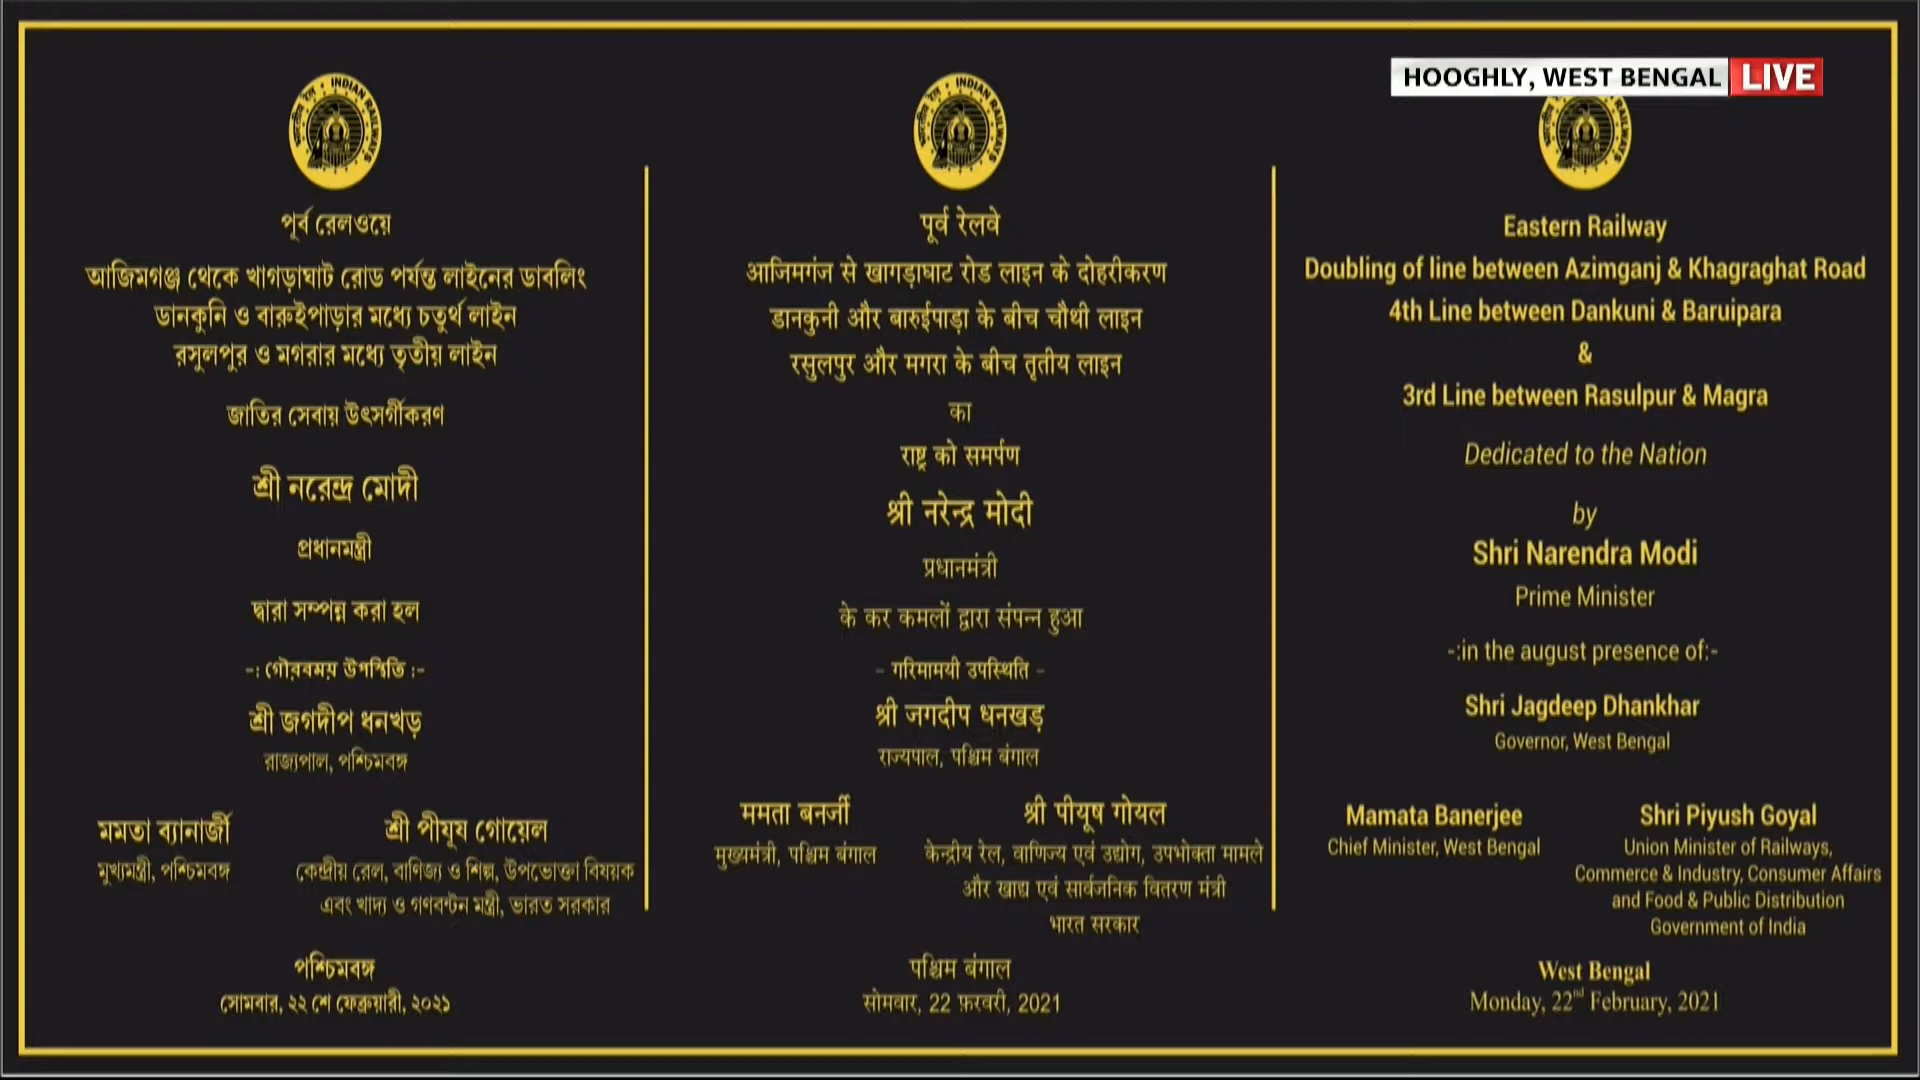 HOOGHLY, WEST BENGAL LIVE
INDIAN RAILWAYS
भारतीय रेल
পূর্ব রেলওয়ে
আজিমগঞ্জ থেকে খাগড়াঘাট রোড পর্যন্ত লাইনের ডাবলিং
ডানকুনি ও বারুইপাড়ার মধ্যে চতুর্থ লাইন
রসুলপুর ও মগরার মধ্যে তৃতীয় লাইন
জাতির সেবায় উৎসর্গীকরণ
শ্রী নরেন্দ্র মোদী
প্রধানমন্ত্রী
দ্বারা সম্পন্ন করা হল
-: গৌরবময় উপস্থিতি :-
শ্রী জগদীপ ধনখড়
রাজ্যপাল, পশ্চিমবঙ্গ
মমতা ব্যানার্জী
মুখ্যমন্ত্রী, পশ্চিমবঙ্গ
শ্রী পীযূষ গোয়েল
কেন্দ্রীয় রেল, বাণিজ্য ও শিল্প, উপভোক্তা বিষয়ক
এবং খাদ্য ও গণবন্টন মন্ত্রী, ভারত সরকার
পশ্চিমবঙ্গ
সোমবার, ২২ শে ফেব্রুয়ারী, ২০২১
INDIAN RAILWAYS
भारतीय रेल
पूर्व रेलवे
आजिमगंज से खागड़ाघाट रोड लाइन के दोहरीकरण
डानकुनी और बारुईपाड़ा के बीच चौथी लाइन
रसुलपुर और मगरा के बीच तृतीय लाइन
का
राष्ट्र को समर्पण
श्री नरेन्द्र मोदी
प्रधानमंत्री
के कर कमलों द्वारा संपन्न हुआ
- गरिमामयी उपस्थिति -
श्री जगदीप धनखड़
राज्यपाल, पश्चिम बंगाल
ममता बनर्जी
मुख्यमंत्री, पश्चिम बंगाल
श्री पीयूष गोयल
केन्द्रीय रेल, वाणिज्य एवं उद्योग, उपभोक्ता मामले
और खाद्य एवं सार्वजनिक वितरण मंत्री
भारत सरकार
पश्चिम बंगाल
सोमवार, 22 फ़रवरी, 2021
Eastern Railway
Doubling of line between Azimganj & Khagraghat Road
4th Line between Dankuni & Baruipara
&
3rd Line between Rasulpur & Magra
Dedicated to the Nation
by
Shri Narendra Modi
Prime Minister
-:in the august presence of:-
Shri Jagdeep Dhankhar
Governor, West Bengal
Mamata Banerjee
Chief Minister, West Bengal
Shri Piyush Goyal
Union Minister of Railways,
Commerce & Industry, Consumer Affairs
and Food & Public Distribution
Government of India
West Bengal
Monday, 22nd February, 2021